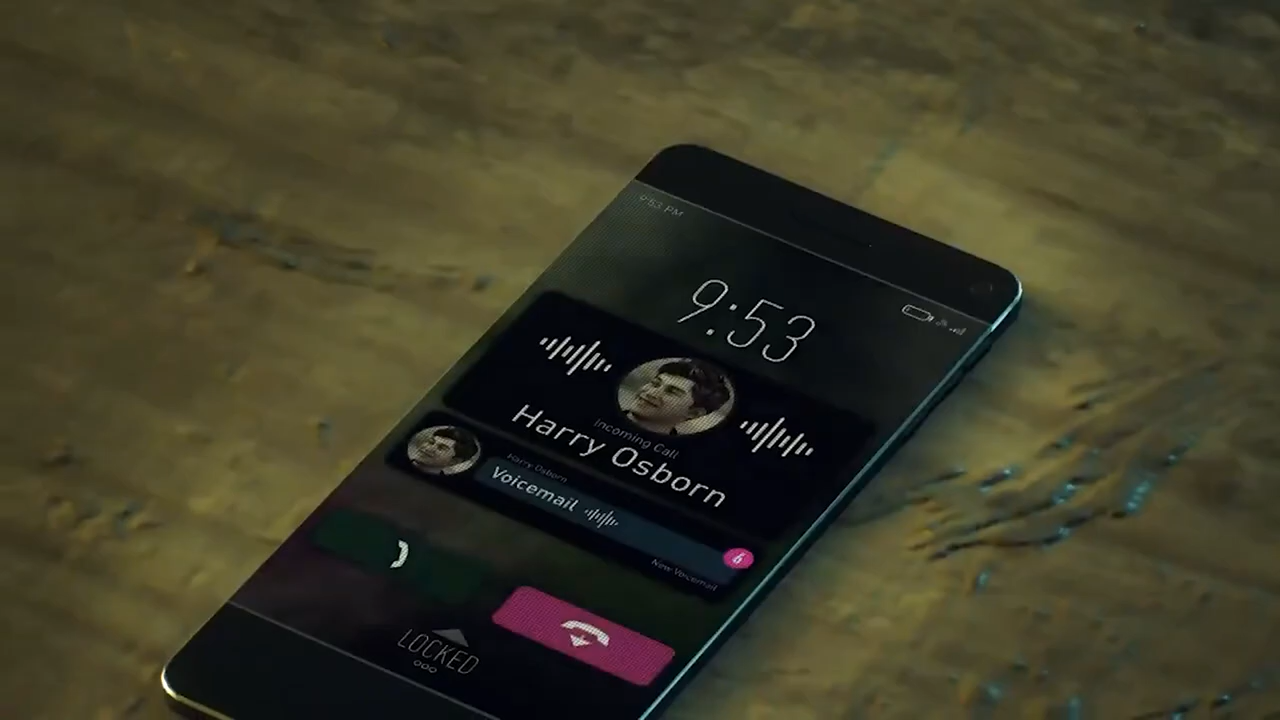 9:53 PM
9:53
Incoming Call
Harry Osborn
Harry Osborn
Voicemail
6
New Voicemail
LOCKED